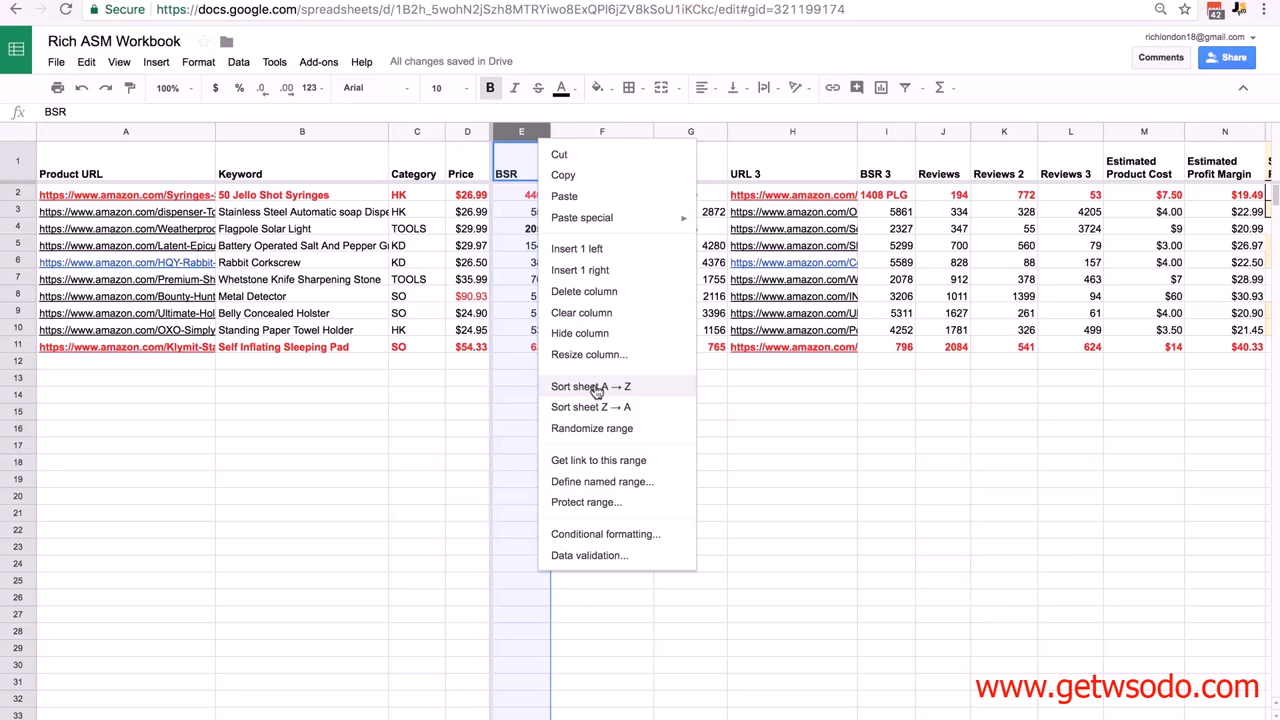 Secure https://docs.google.com/spreadsheets/d/1B2h_5wohN2jSzh8MTRYiwo8ExQPl6jZV8kSoU1iKCkc/edit#gid=321199174
42
Rich ASM Workbook
richlondon18@gmail.com
File Edit View Insert Format Data Tools Add-ons Help All changes saved in Drive
Comments Share
100% $ % .0 .00 123 Arial 10 B I S A Σ
fx BSR
A B C D E F G H I J K L M N
1 Product URL Keyword Category Price BSR URL 3 BSR 3 Reviews Reviews 2 Reviews 3 Estimated Product Cost Estimated Profit Margin
2 https://www.amazon.com/Syringes- 50 Jello Shot Syringes HK $26.99 https://www.amazon.com/ 1408 PLG 194 772 53 $7.50 $19.49
3 https://www.amazon.com/dispenser-To Stainless Steel Automatic soap Dispe HK $26.99 2872 https://www.amazon.com/O 5861 334 328 4205 $4.00 $22.99
4 https://www.amazon.com/Weatherproo Flagpole Solar Light TOOLS $29.99 https://www.amazon.com/So 2327 347 55 3724 $9 $20.99
5 https://www.amazon.com/Latent-Epicu Battery Operated Salt And Pepper G KD $29.97 4280 https://www.amazon.com/SI 5299 700 560 79 $3.00 $26.97
6 https://www.amazon.com/HQY-Rabbit- Rabbit Corkscrew KD $26.50 4376 https://www.amazon.com/C 5589 828 88 157 $4.00 $22.50
7 https://www.amazon.com/Whetstone- Whetstone Knife Sharpening Stone TOOLS $35.99 1755 https://www.amazon.com/W 2078 912 378 463 $7 $28.99
8 https://www.amazon.com/Bounty-Hunt Metal Detector SO $90.93 2116 https://www.amazon.com/IN 3206 1011 1399 94 $60 $30.93
9 https://www.amazon.com/Ultimate-Hol Belly Concealed Holster SO $24.90 3396 https://www.amazon.com/U 5311 1627 261 61 $4.00 $20.90
10 https://www.amazon.com/OXO-Simply Standing Paper Towel Holder HK $24.95 1156 https://www.amazon.com/P 4252 1781 326 499 $3.50 $21.45
11 https://www.amazon.com/Klymit-Sta Self Inflating Sleeping Pad SO $54.33 765 https://www.amazon.com/ 796 2084 541 624 $14 $40.33
12
13
14
15
16
17
18
19
20
21
22
23
24
25
26
27
28
29
30
31
32
33
Cut
Copy
Paste
Paste special
Insert 1 left
Insert 1 right
Delete column
Clear column
Hide column
Resize column...
Sort sheet A → Z
Sort sheet Z → A
Randomize range
Get link to this range
Define named range...
Protect range...
Conditional formatting...
Data validation...
www.getwsodo.com